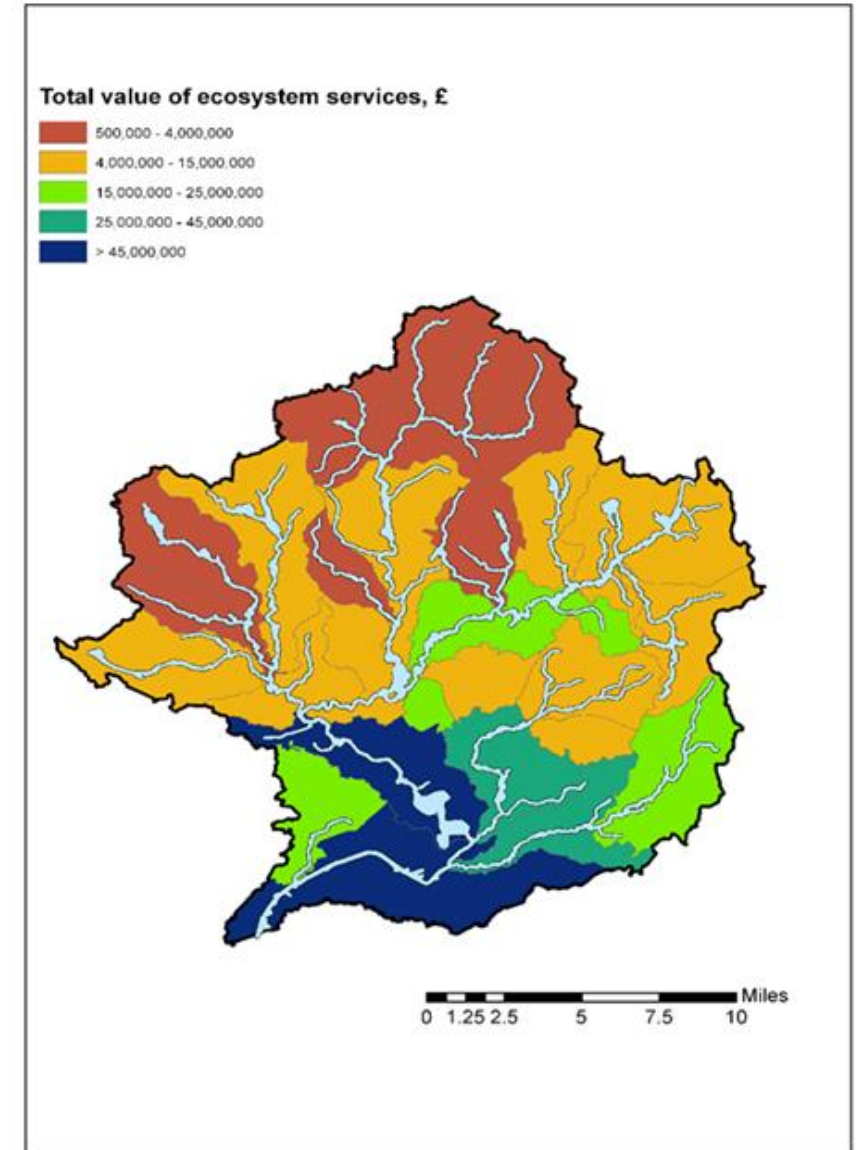 Total value of ecosystem services, £
500,000 - 4,000,000
4,000,000 - 15,000,000
15,000,000 - 25,000,000
25,000,000 - 45,000,000
> 45,000,000
Miles
0 1.25 2.5 5 7.5 10